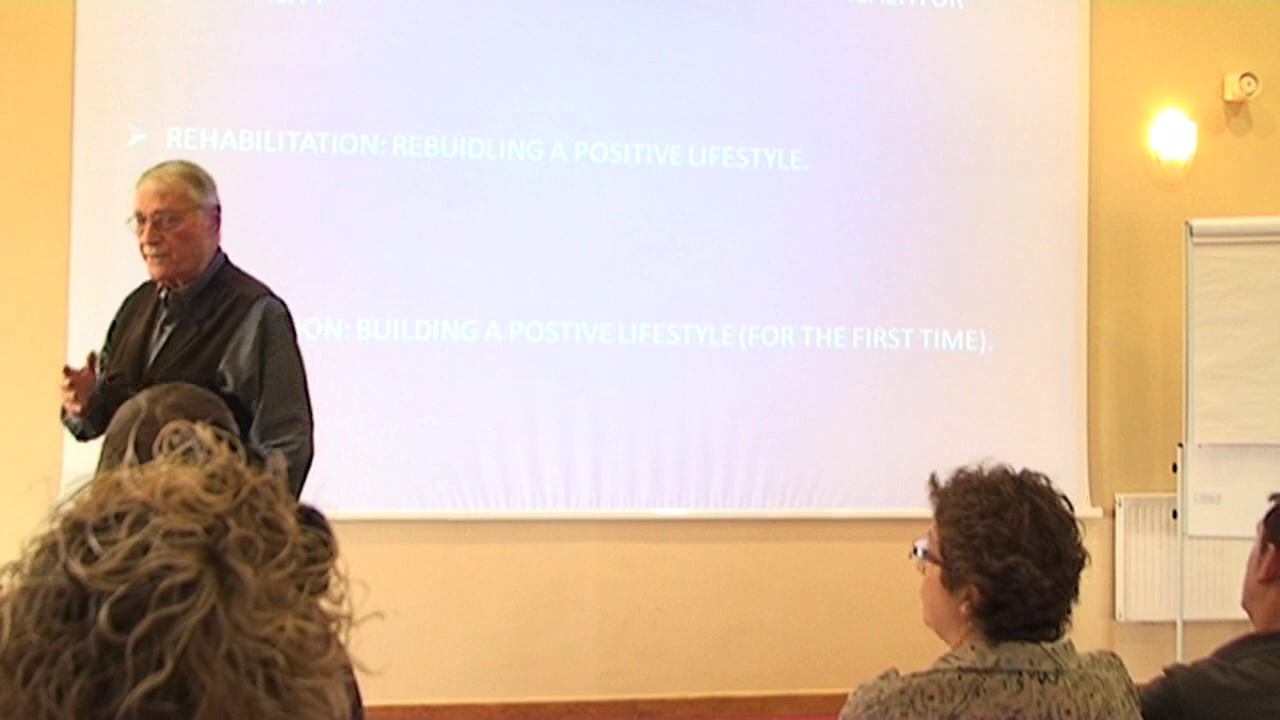 REHABILITATION: REBUIDLING A POSITIVE LIFESTYLE.
ON: BUILDING A POSTIVE LIFESTYLE (FOR THE FIRST TIME).